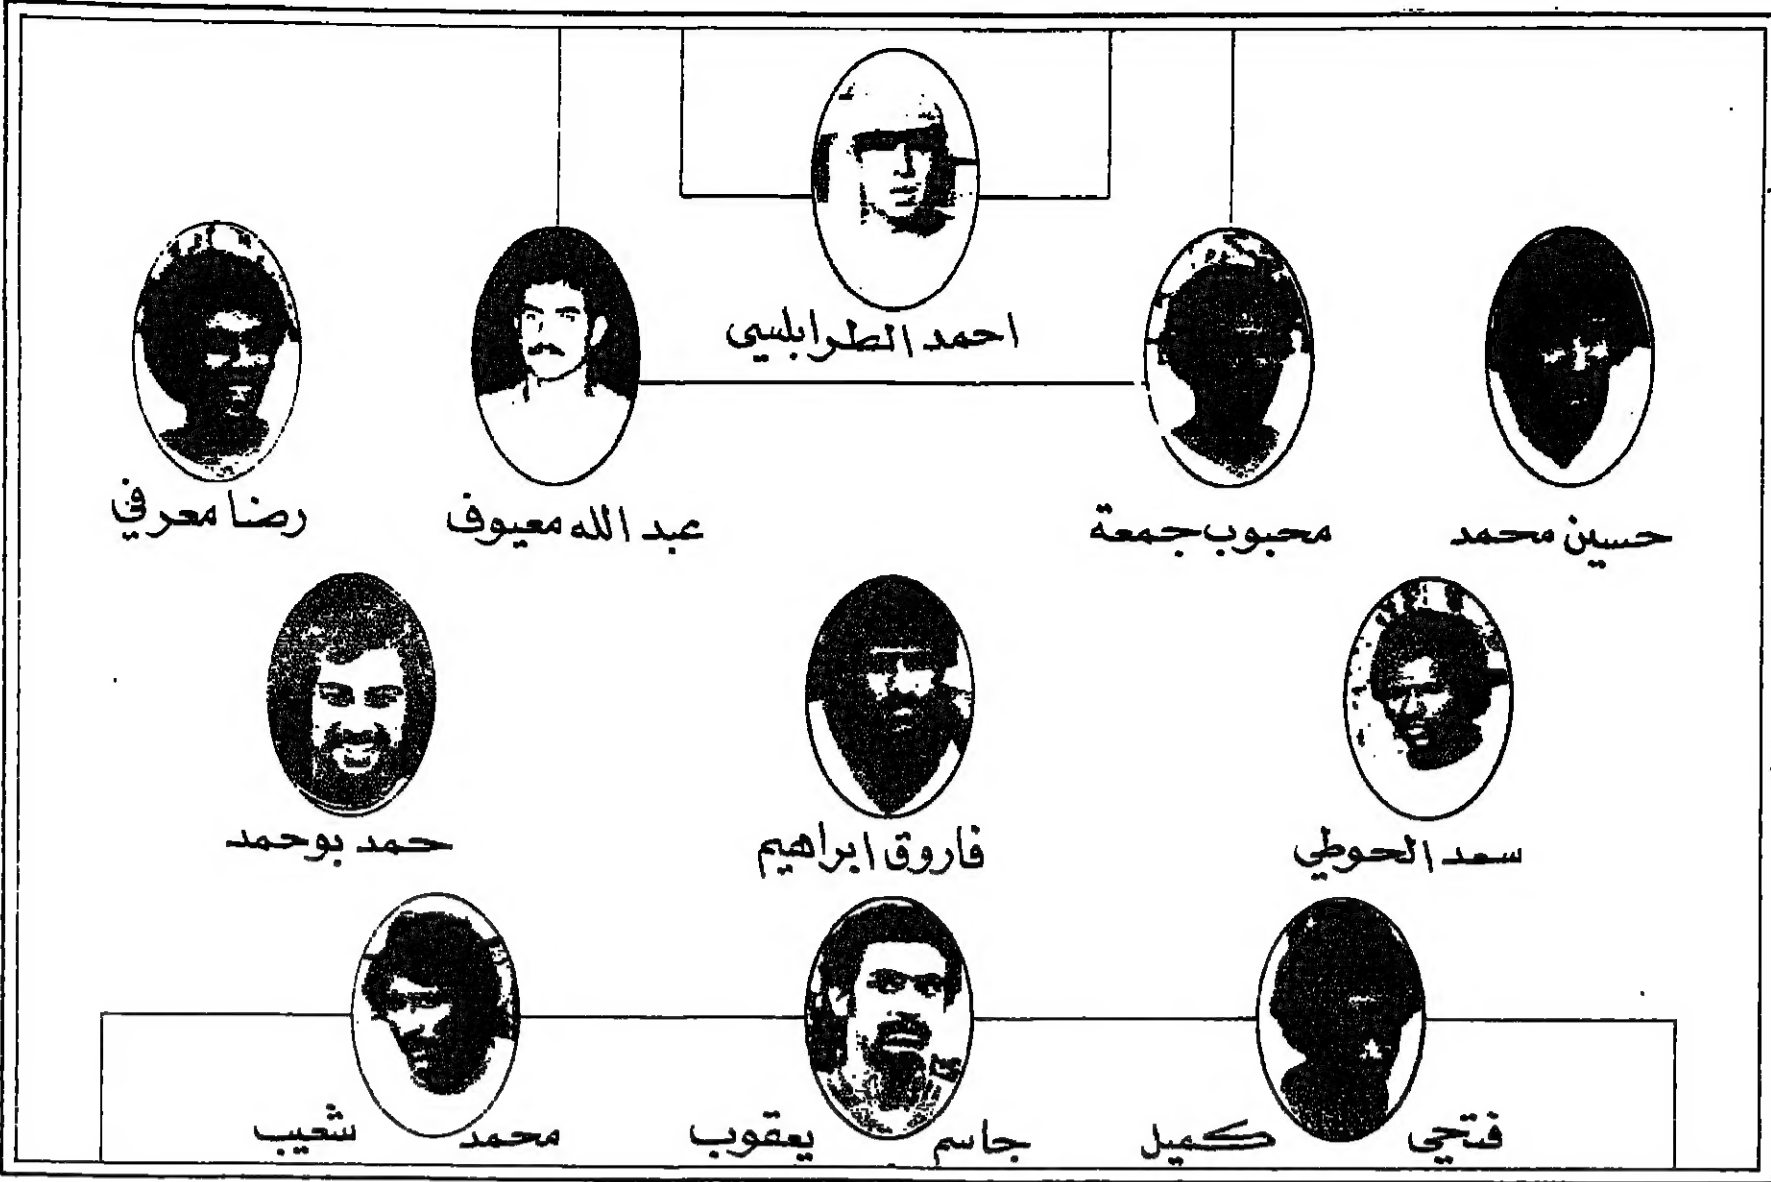 احمد الطرابلسي
حسين محمد
محبوب جمعة
عبد الله معيوف
رضا معرفي
سعد الحوطي
فاروق ابراهيم
حمد بوحمد
فتحي كميل
جاسم يعقوب
محمد شعيب